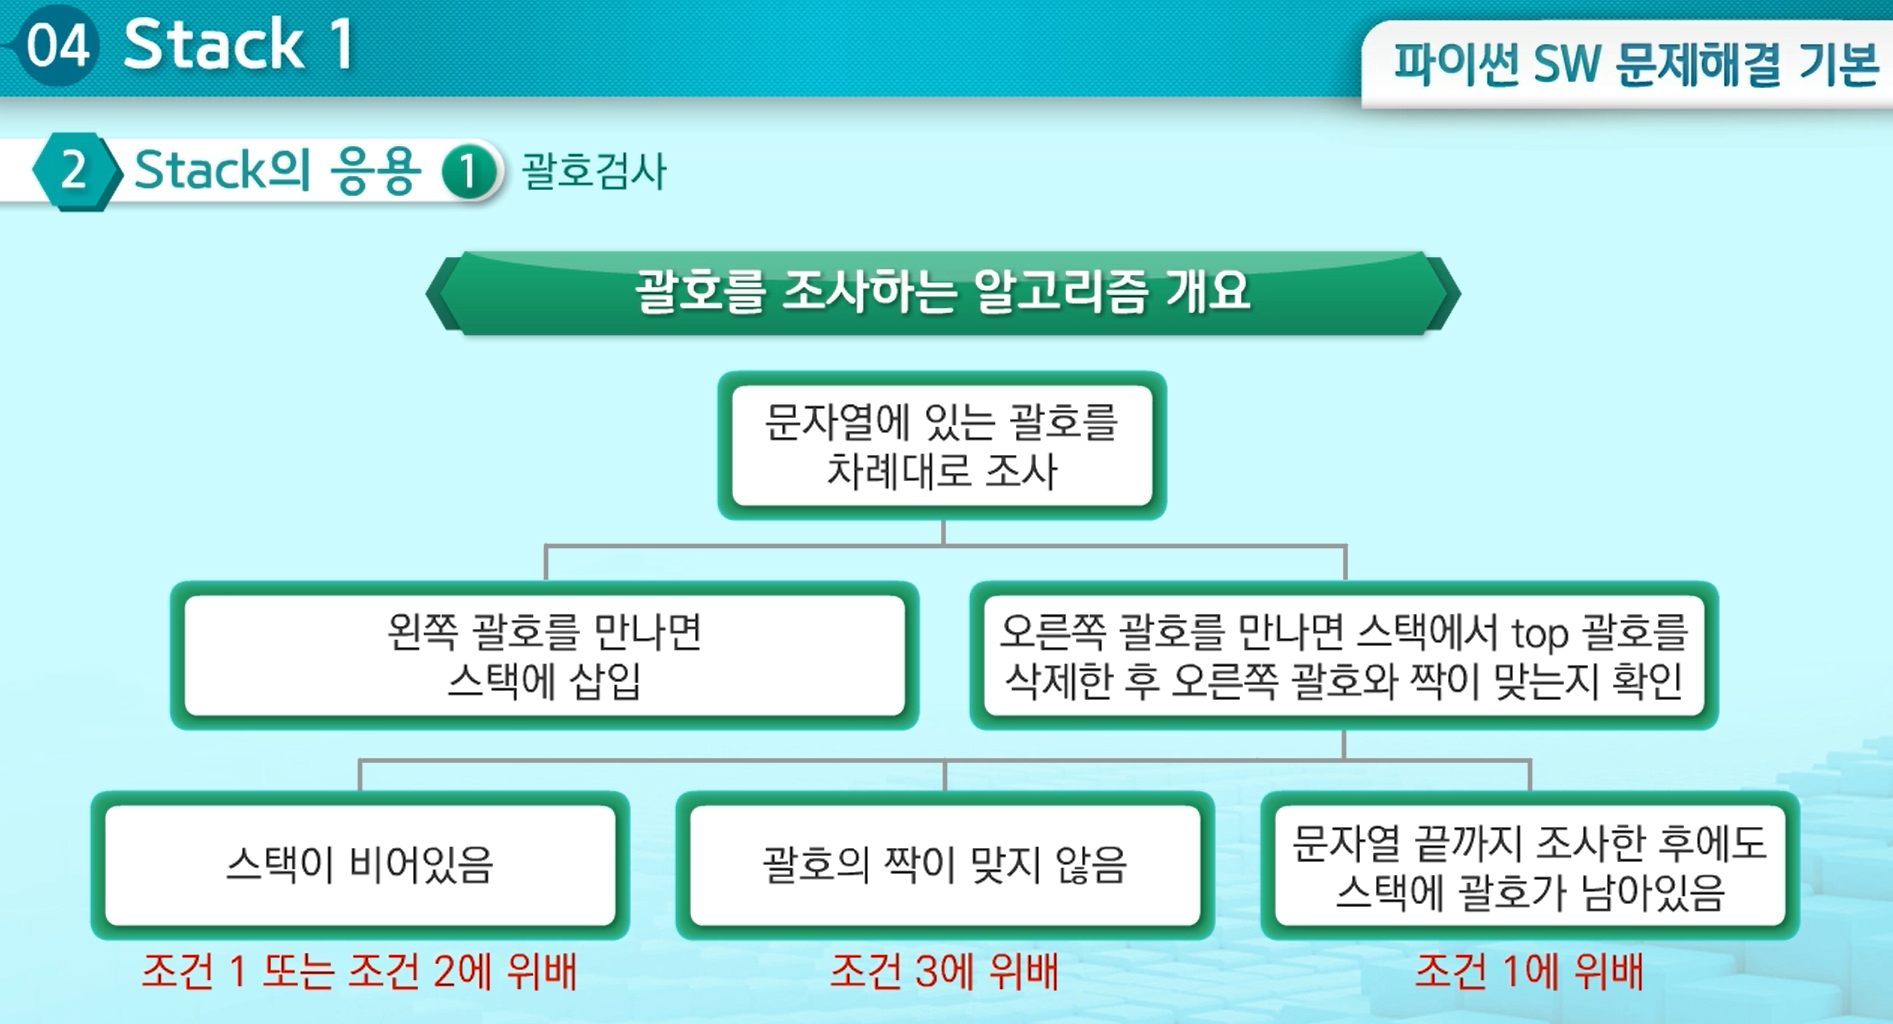 04 Stack 1
파이썬 SW 문제해결 기본
2 Stack의 응용 1 괄호검사
괄호를 조사하는 알고리즘 개요
문자열에 있는 괄호를
차례대로 조사
왼쪽 괄호를 만나면
스택에 삽입
오른쪽 괄호를 만나면 스택에서 top 괄호를
삭제한 후 오른쪽 괄호와 짝이 맞는지 확인
스택이 비어있음
조건 1 또는 조건 2에 위배
괄호의 짝이 맞지 않음
조건 3에 위배
문자열 끝까지 조사한 후에도
스택에 괄호가 남아있음
조건 1에 위배